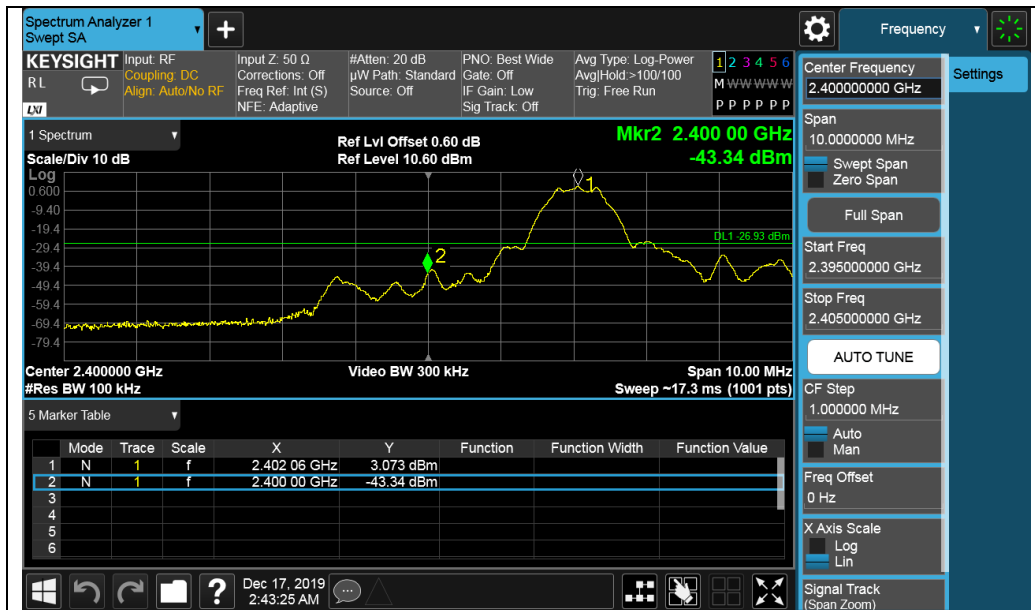 Spectrum Analyzer 1
Swept SA
+
Frequency
KEYSIGHT
RL
LXI
Input: RF
Coupling: DC
Align: Auto/No RF
Input Z: 50 Ω
Corrections: Off
Freq Ref: Int (S)
NFE: Adaptive
#Atten: 20 dB
µW Path: Standard
Source: Off
PNO: Best Wide
Gate: Off
IF Gain: Low
Sig Track: Off
Avg Type: Log-Power
Avg|Hold:>100/100
Trig: Free Run
1 2 3 4 5 6
M W W W W W
P P P P P P
1 Spectrum
Scale/Div 10 dB
Ref Lvl Offset 0.60 dB
Ref Level 10.60 dBm
Mkr2 2.400 00 GHz
-43.34 dBm
Log
0.600
-9.40
-19.4
-29.4
-39.4
-49.4
-59.4
-69.4
-79.4
1
2
DL1 -26.93 dBm
Center 2.400000 GHz
Video BW 300 kHz
Span 10.00 MHz
#Res BW 100 kHz
Sweep ~17.3 ms (1001 pts)
5 Marker Table
Mode Trace Scale X Y Function Function Width Function Value
1 N 1 f 2.402 06 GHz 3.073 dBm
2 N 1 f 2.400 00 GHz -43.34 dBm
3
4
5
6
?
Dec 17, 2019
2:43:25 AM
Center Frequency
2.400000000 GHz
Settings
Span
10.0000000 MHz
Swept Span
Zero Span
Full Span
Start Freq
2.395000000 GHz
Stop Freq
2.405000000 GHz
AUTO TUNE
CF Step
1.000000 MHz
Auto
Man
Freq Offset
0 Hz
X Axis Scale
Log
Lin
Signal Track
(Span Zoom)